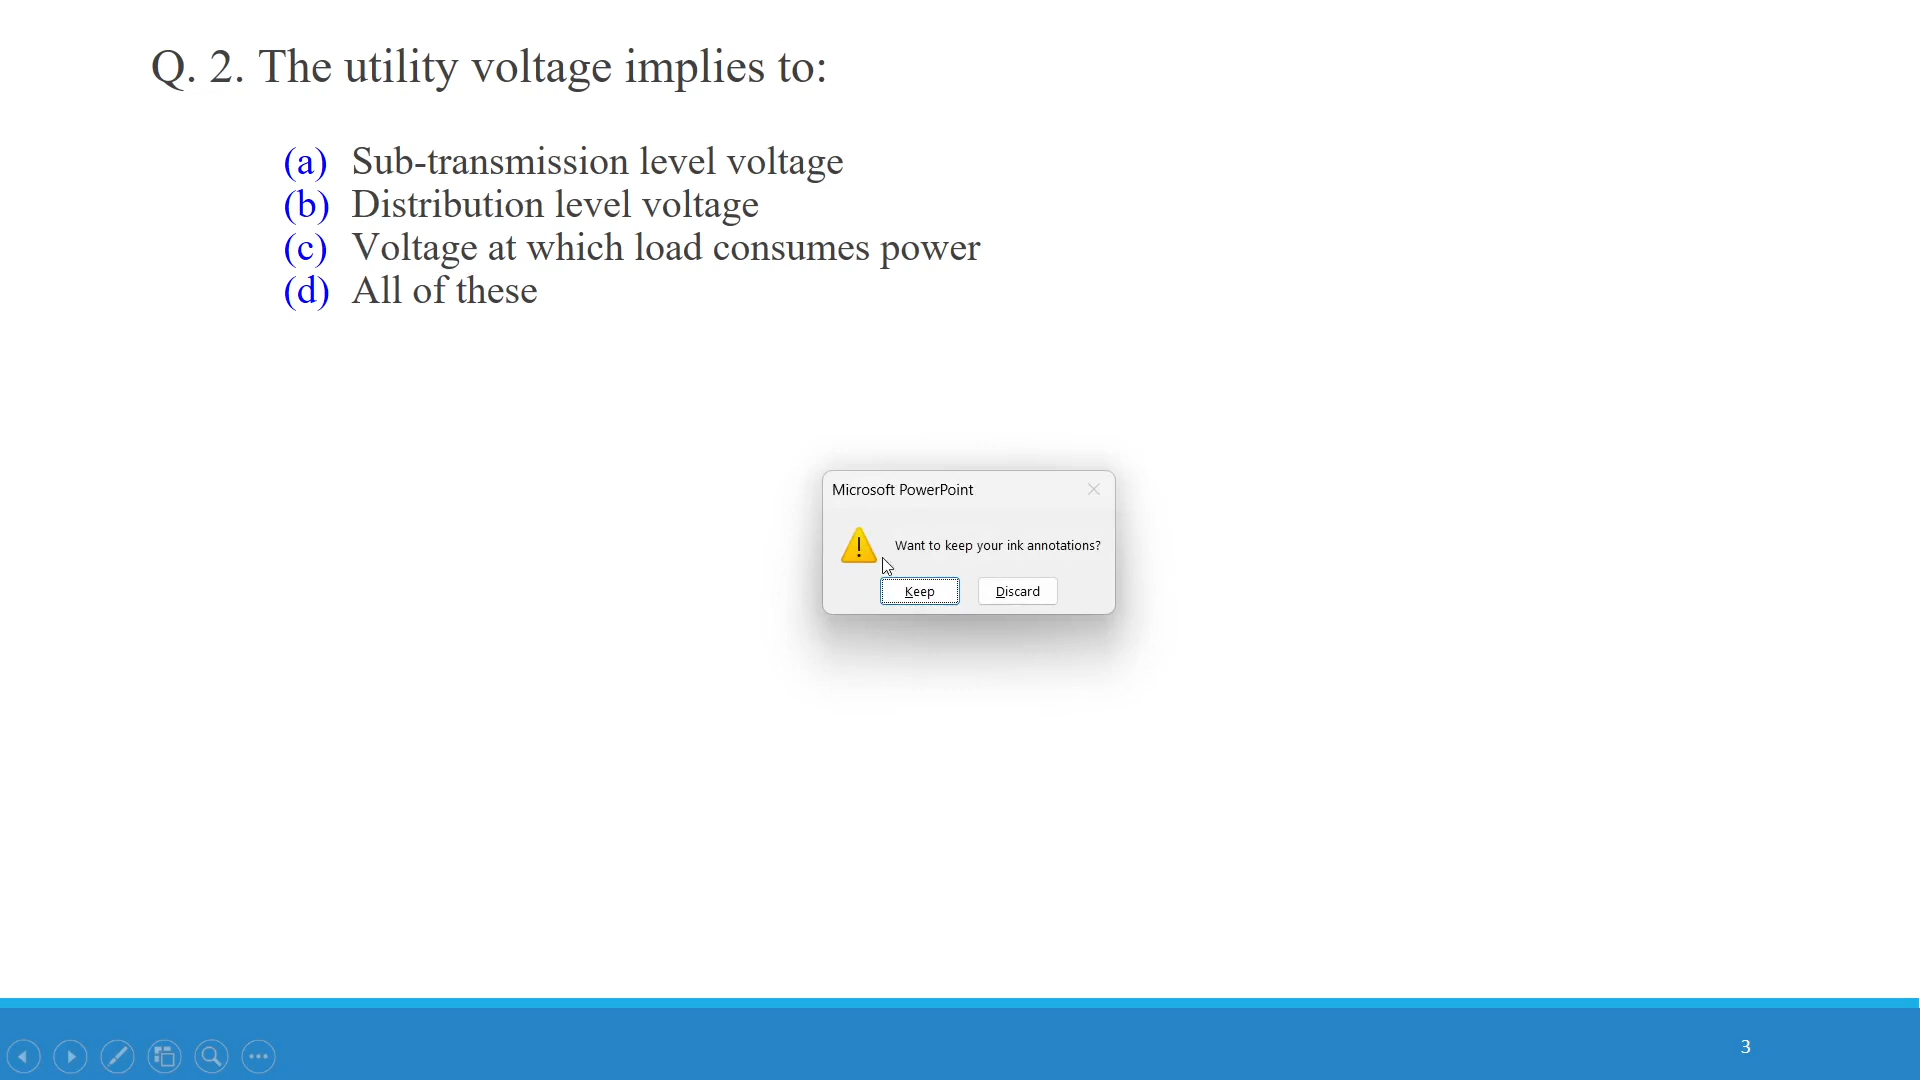 Q. 2. The utility voltage implies to:
(a) Sub-transmission level voltage
(b) Distribution level voltage
(c) Voltage at which load consumes power
(d) All of these
Microsoft PowerPoint
Want to keep your ink annotations?
Keep Discard
3